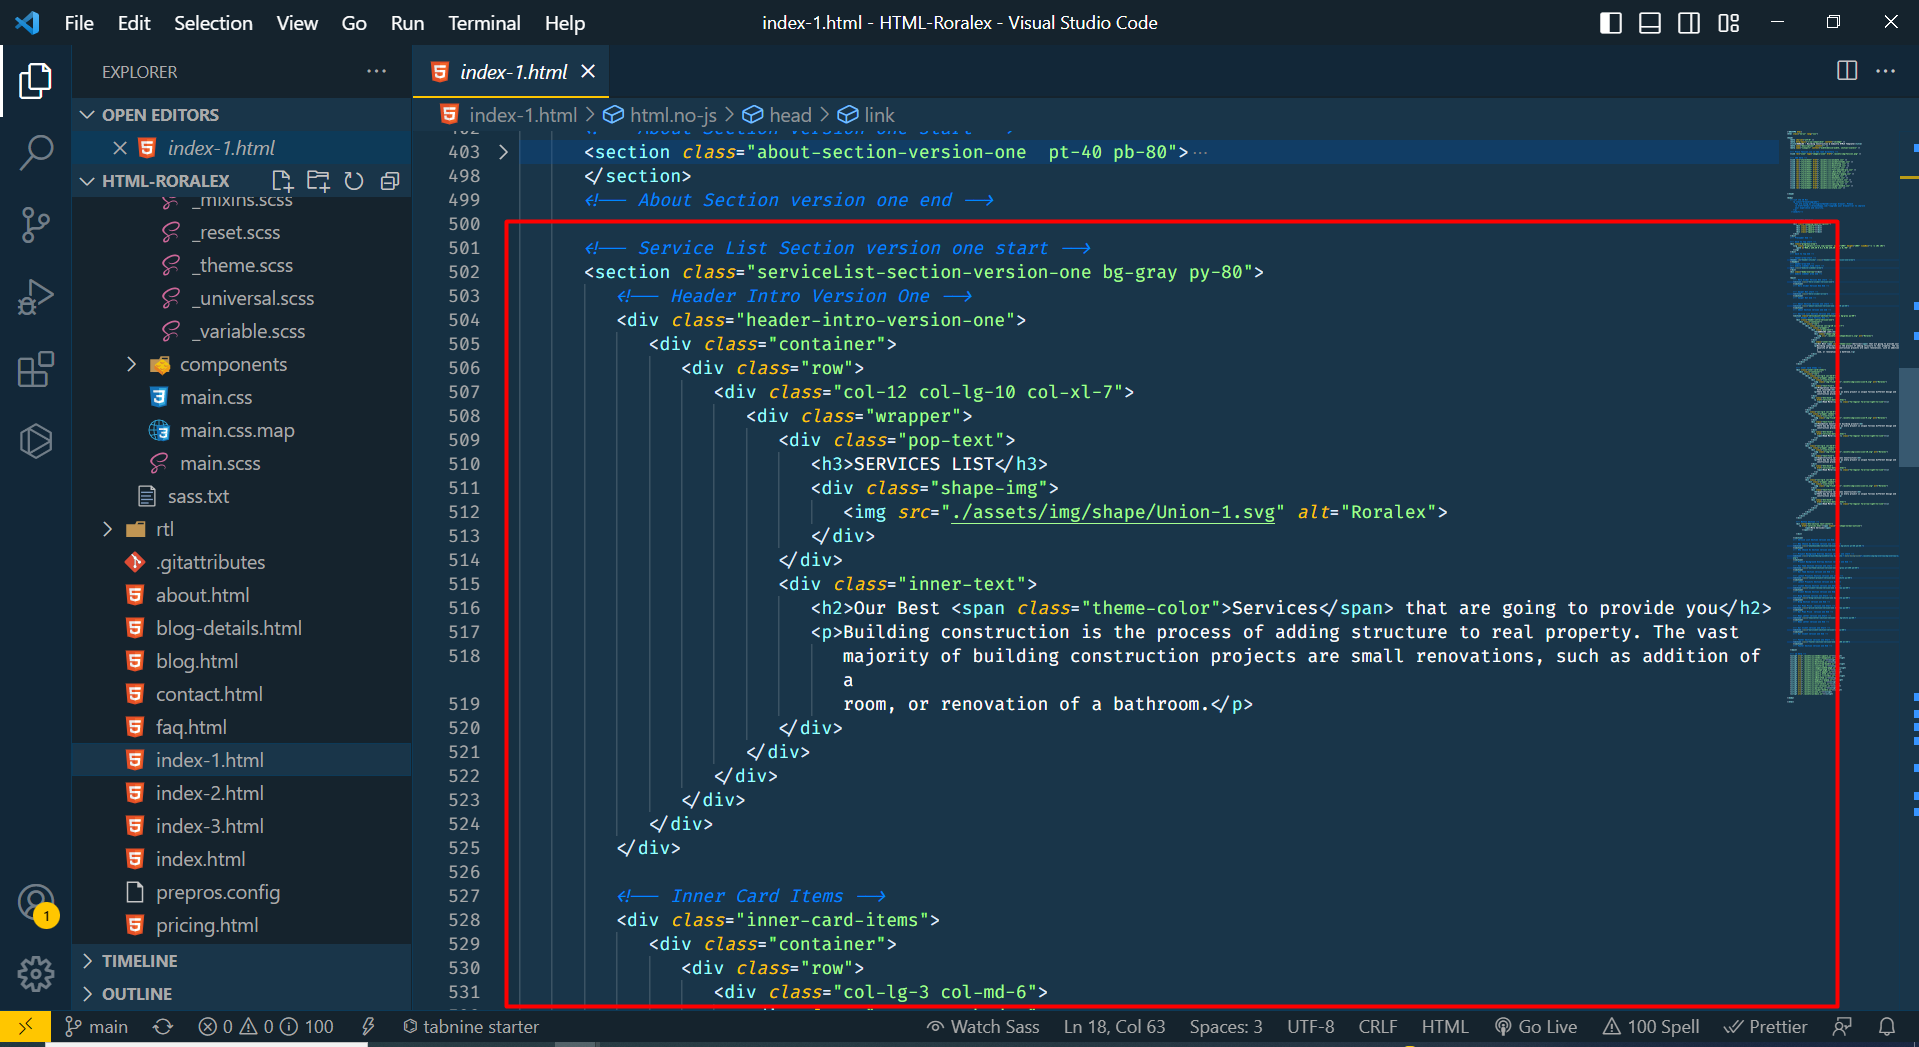 File Edit Selection View Go Run Terminal Help
index-1.html - HTML-Roralex - Visual Studio Code
EXPLORER
OPEN EDITORS
index-1.html
HTML-RORALEX
_mixins.scss
_reset.scss
_theme.scss
_universal.scss
_variable.scss
components
main.css
main.css.map
main.scss
sass.txt
rtl
.gitattributes
about.html
blog-details.html
blog.html
contact.html
faq.html
index-1.html
index-2.html
index-3.html
index.html
prepros.config
pricing.html
TIMELINE
OUTLINE
1
index-1.html
index-1.html > html.no-js > head > link
402 <!-- About Section version one start -->
403 <section class="about-section-version-one  pt-40 pb-80"> ...
498 </section>
499 <!-- About Section version one end -->
500
501 <!-- Service List Section version one start -->
502 <section class="serviceList-section-version-one bg-gray py-80">
503 <!-- Header Intro Version One -->
504 <div class="header-intro-version-one">
505 <div class="container">
506 <div class="row">
507 <div class="col-12 col-lg-10 col-xl-7">
508 <div class="wrapper">
509 <div class="pop-text">
510 <h3>SERVICES LIST</h3>
511 <div class="shape-img">
512 <img src="./assets/img/shape/Union-1.svg" alt="Roralex">
513 </div>
514 </div>
515 <div class="inner-text">
516 <h2>Our Best <span class="theme-color">Services</span> that are going to provide you</h2>
517 <p>Building construction is the process of adding structure to real property. The vast
518 majority of building construction projects are small renovations, such as addition of
a
519 room, or renovation of a bathroom.</p>
520 </div>
521 </div>
522 </div>
523 </div>
524 </div>
525 </div>
526
527 <!-- Inner Card Items -->
528 <div class="inner-card-items">
529 <div class="container">
530 <div class="row">
531 <div class="col-lg-3 col-md-6">
main 0 0 100 tabnine starter Watch Sass Ln 18, Col 63 Spaces: 3 UTF-8 CRLF HTML Go Live 100 Spell Prettier